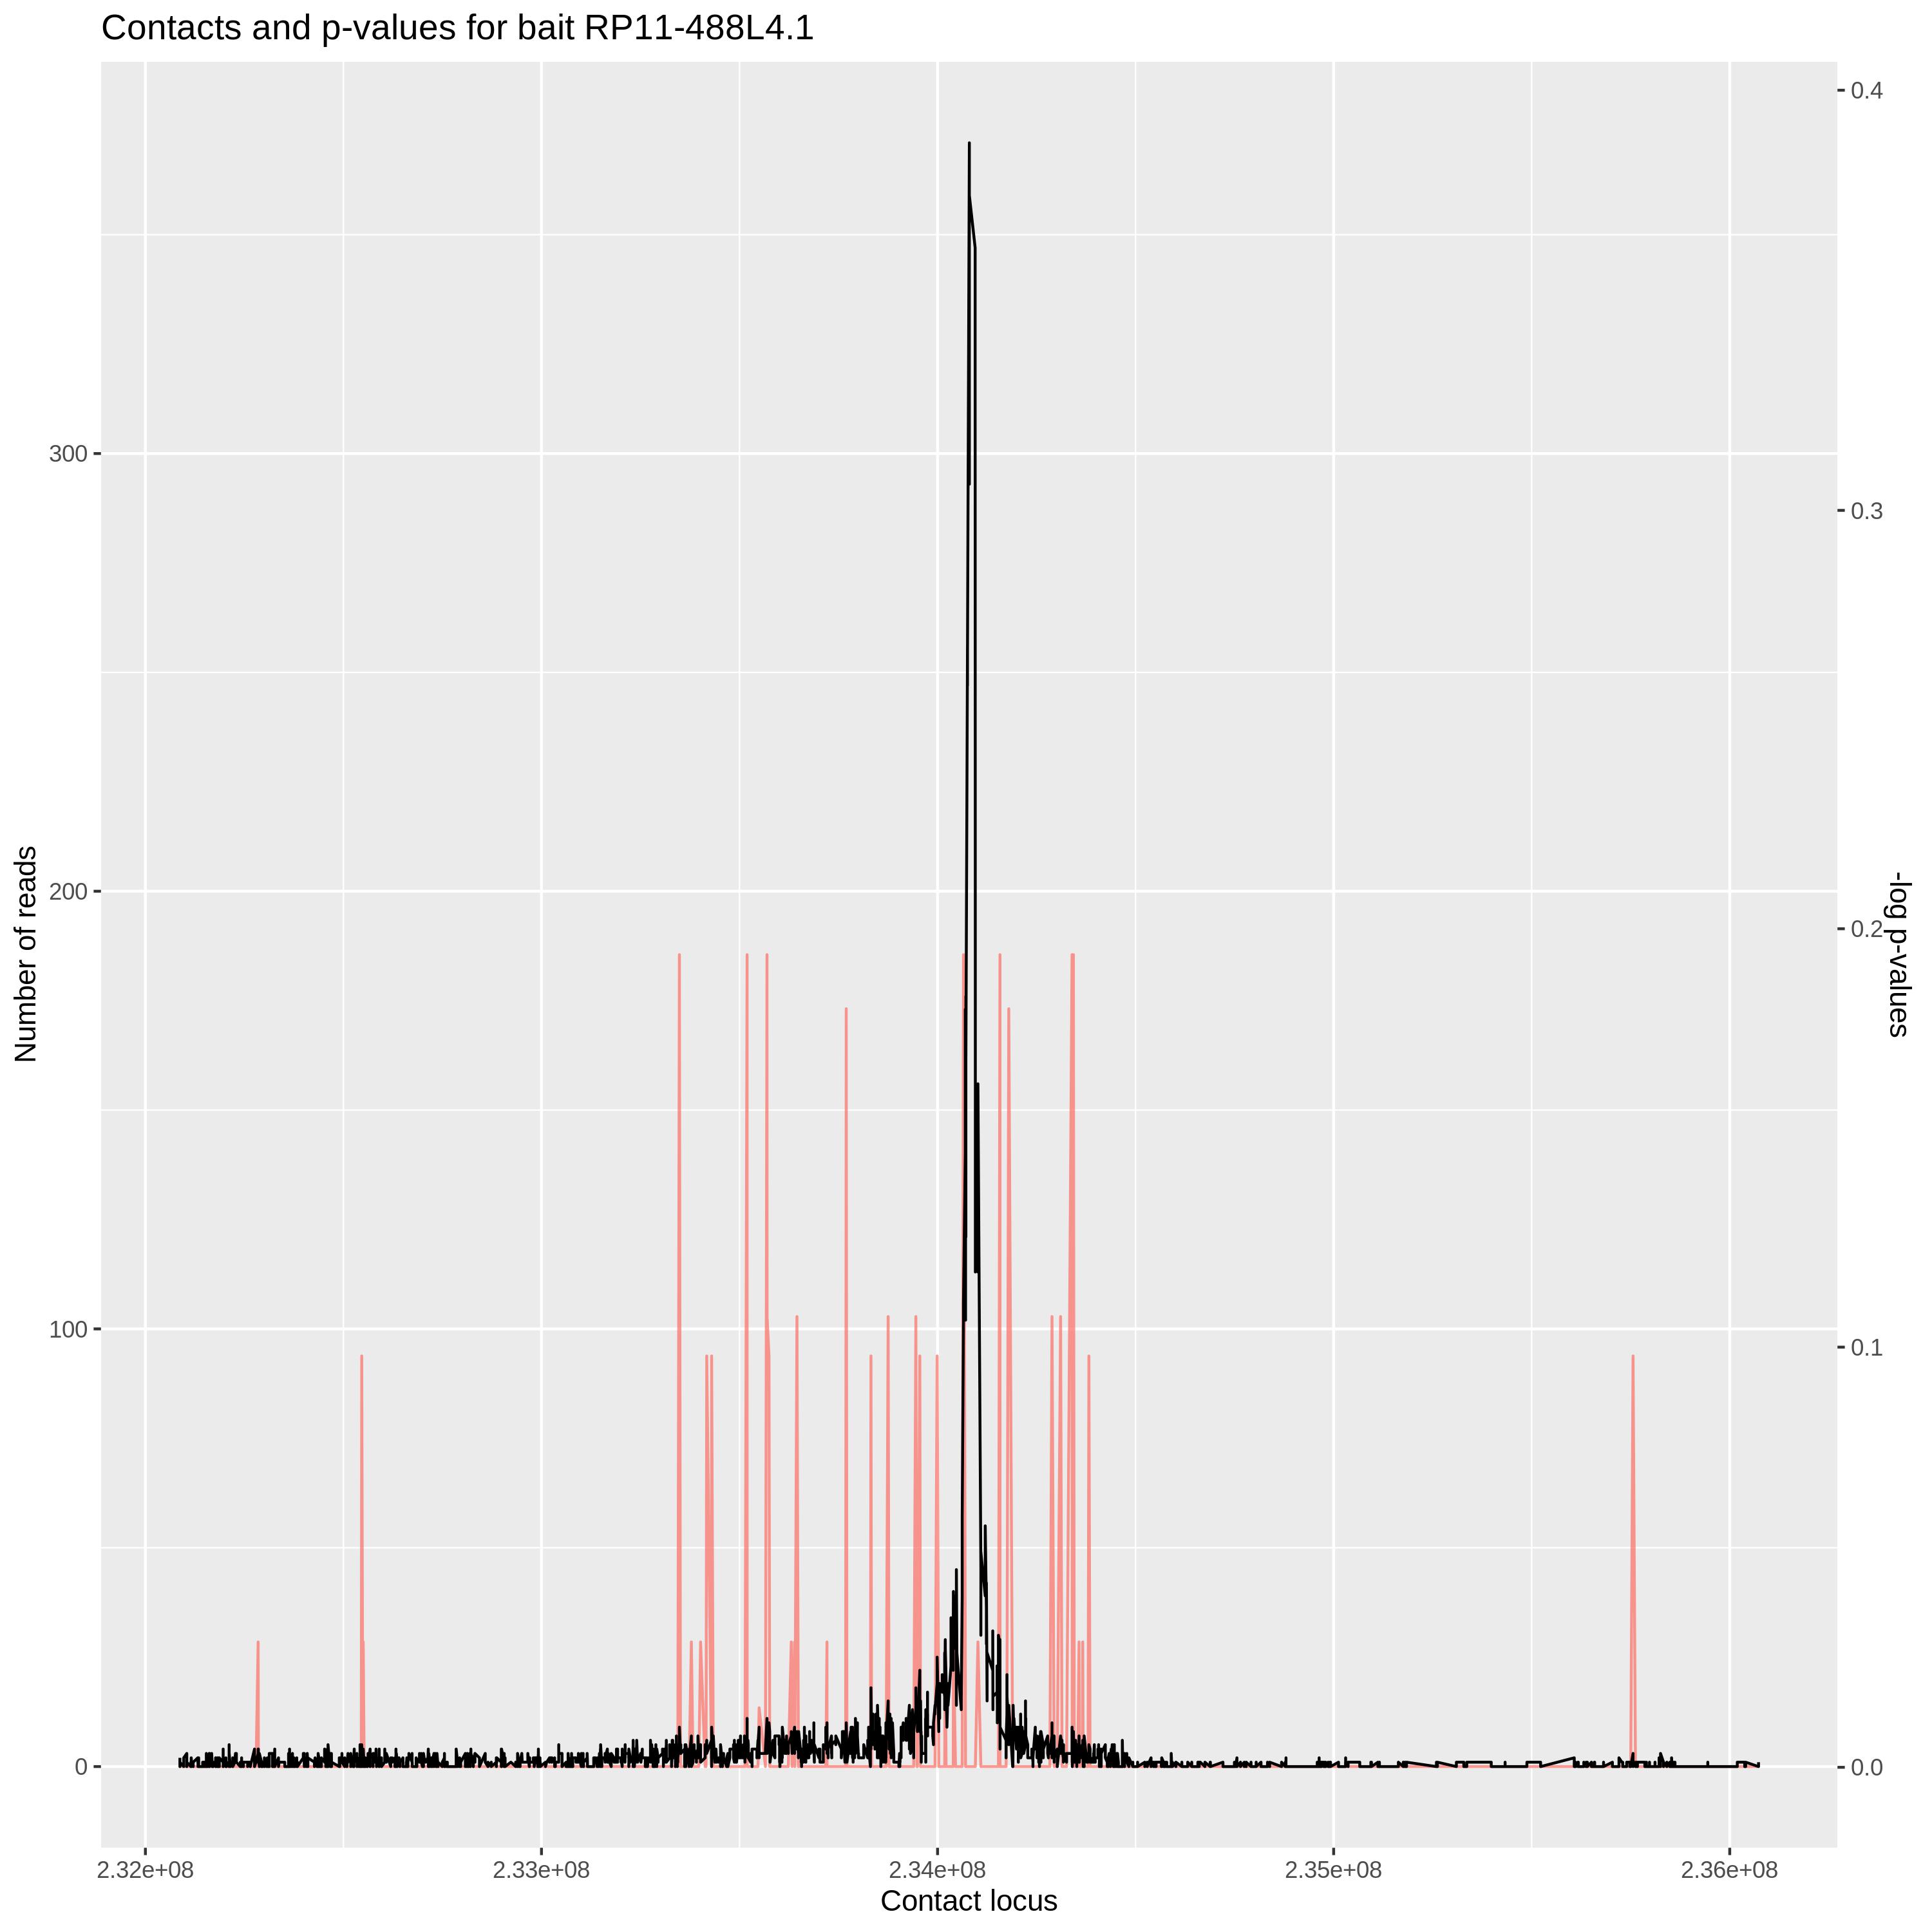 Contacts and p-values for bait RP11-488L4.1
Number of reads
300
200
100
0
0.4
0.3
0.2
0.1
0.0
-log p-values
2.32e+08
2.33e+08
2.34e+08
2.35e+08
2.36e+08
Contact locus